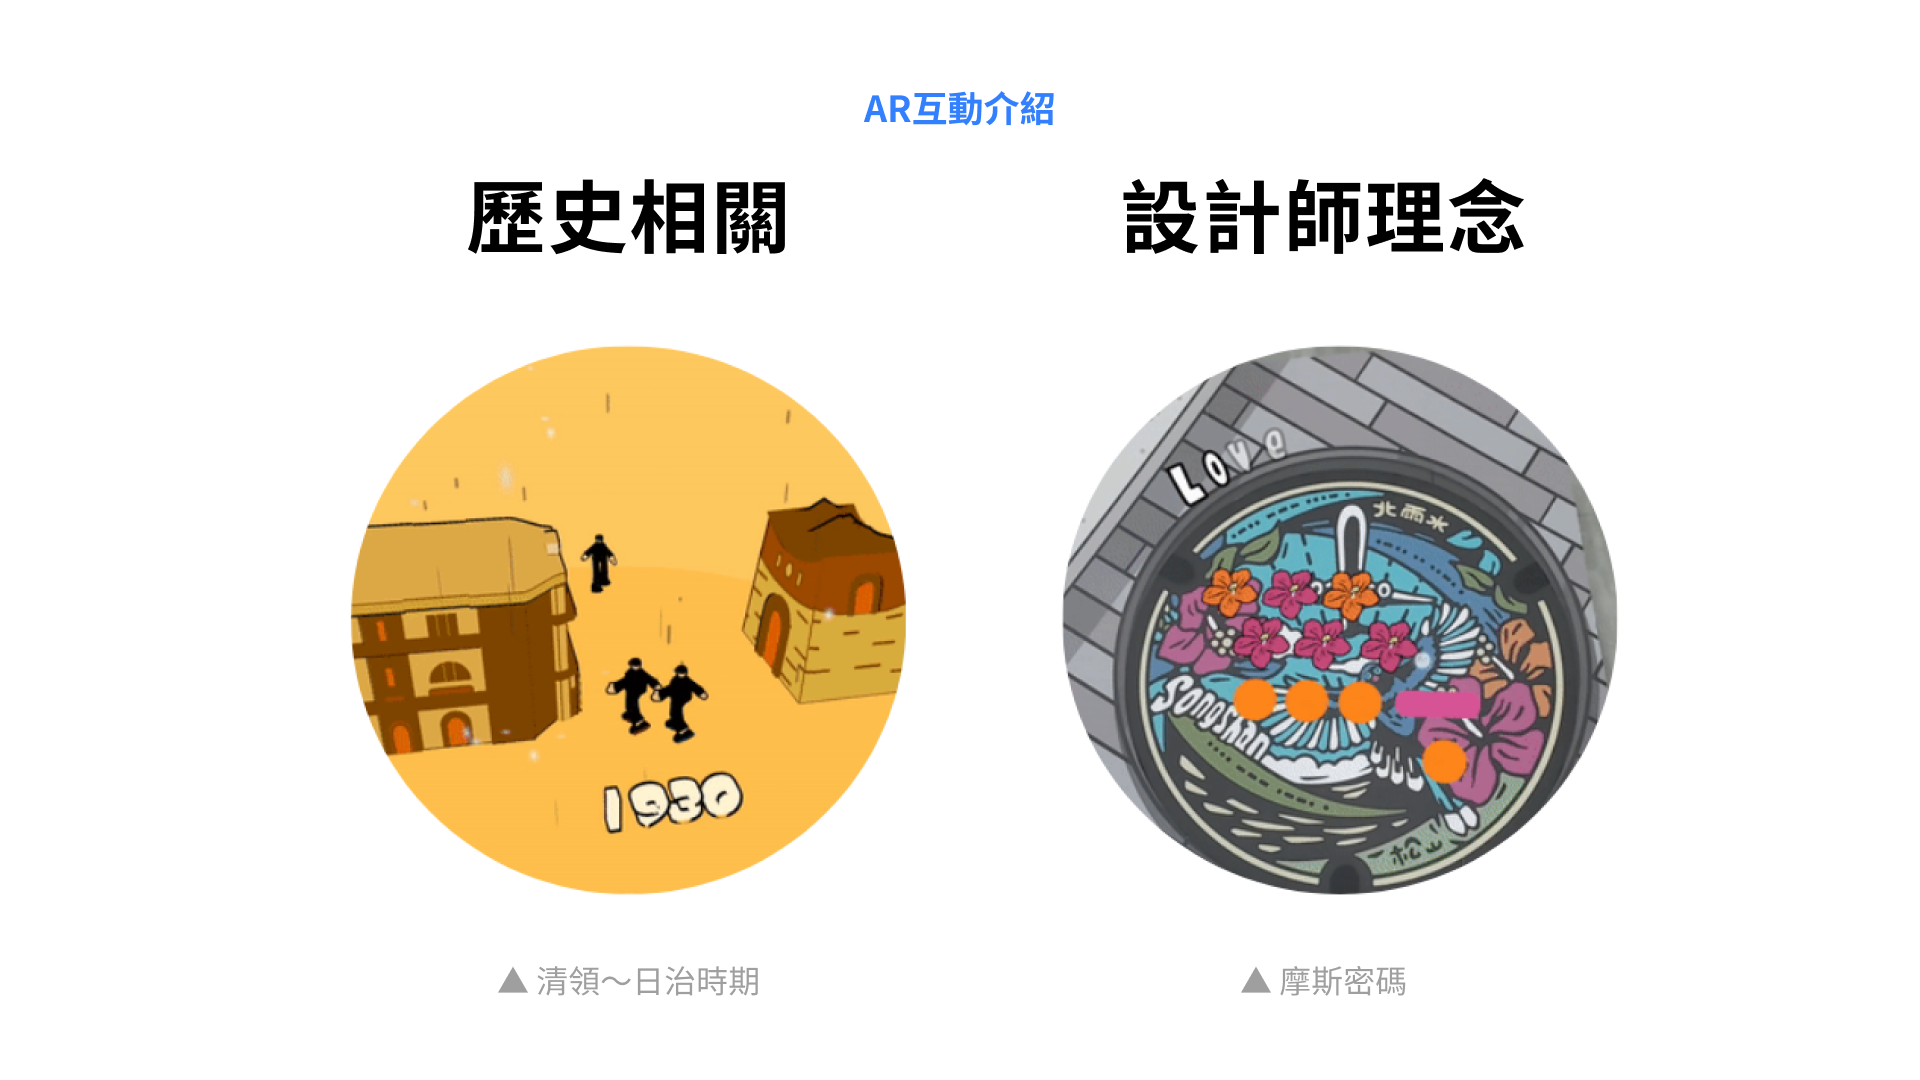 AR互動介紹
歷史相關
設計師理念
1930
Love
北雨水
Songshan
松山
▲ 清領～日治時期
▲ 摩斯密碼